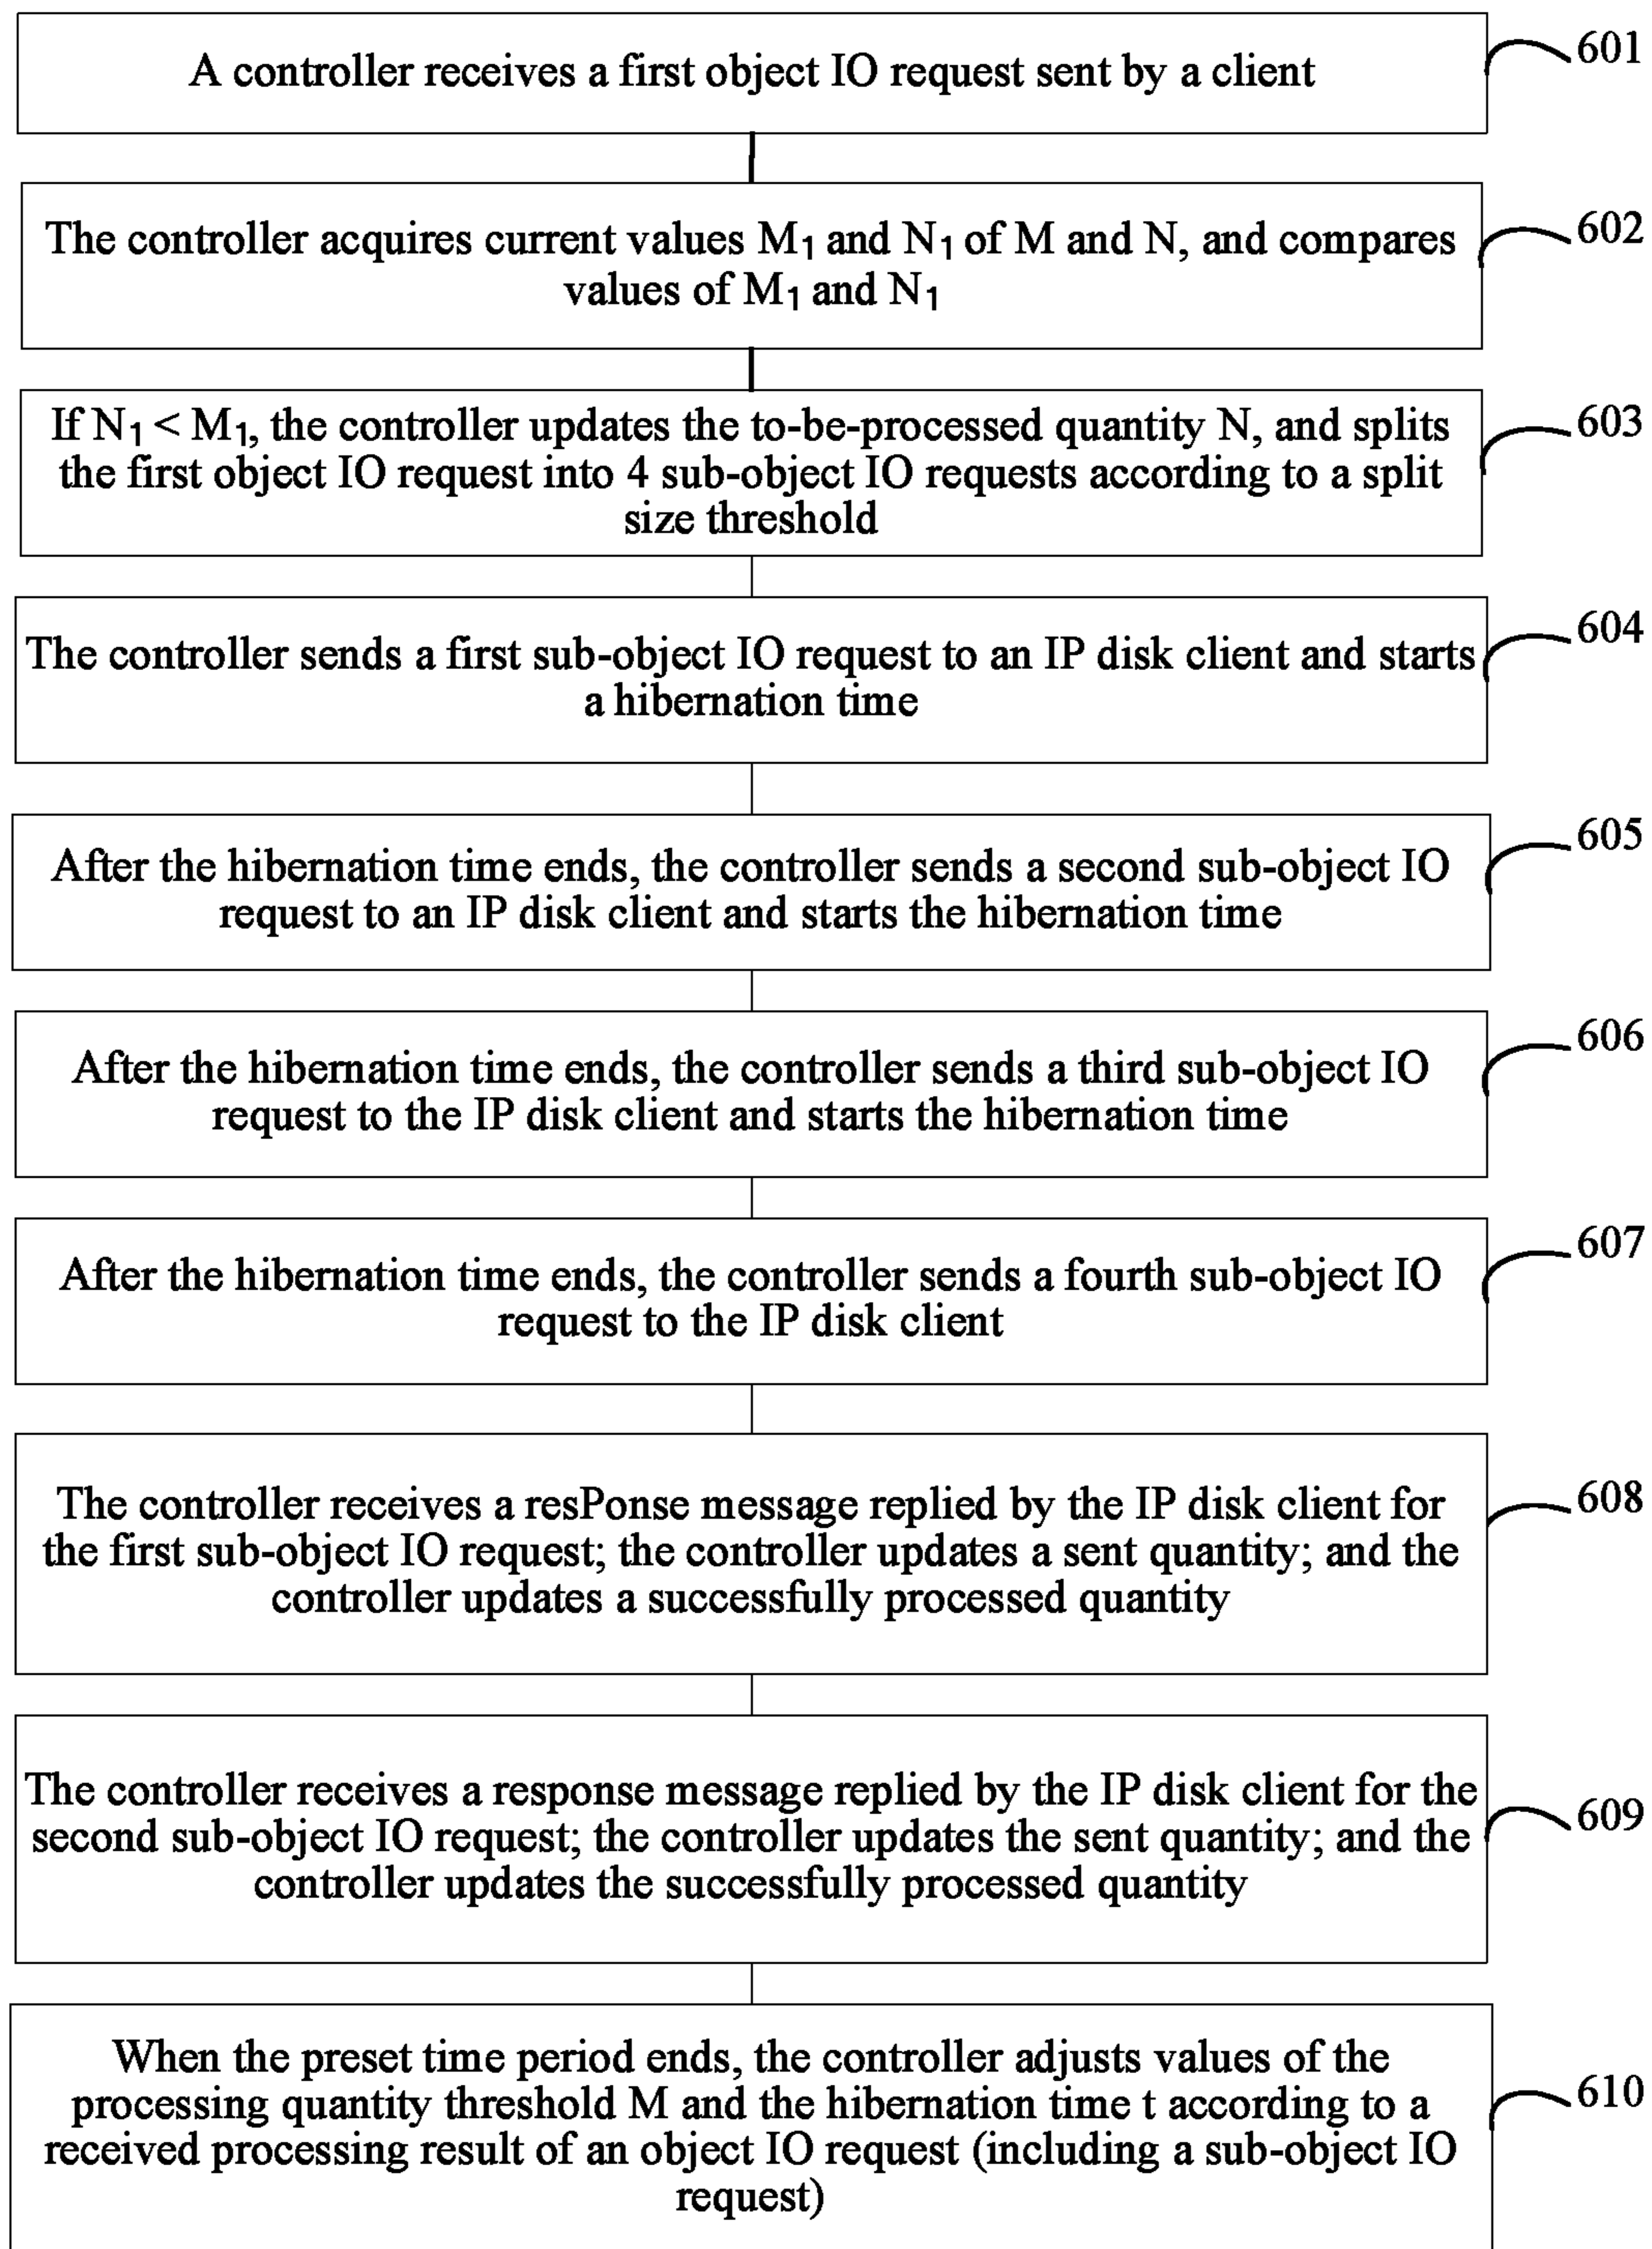 A controller receives a first object IO request sent by a client
601
The controller acquires current values M₁ and N₁ of M and N, and compares
values of M₁ and N₁
602
If N₁ < M₁, the controller updates the to-be-processed quantity N, and splits
the first object IO request into 4 sub-object IO requests according to a split
size threshold
603
The controller sends a first sub-object IO request to an IP disk client and starts
a hibernation time
604
After the hibernation time ends, the controller sends a second sub-object IO
request to an IP disk client and starts the hibernation time
605
After the hibernation time ends, the controller sends a third sub-object IO
request to the IP disk client and starts the hibernation time
606
After the hibernation time ends, the controller sends a fourth sub-object IO
request to the IP disk client
607
The controller receives a resPonse message replied by the IP disk client for
the first sub-object IO request; the controller updates a sent quantity; and the
controller updates a successfully processed quantity
608
The controller receives a response message replied by the IP disk client for the
second sub-object IO request; the controller updates the sent quantity; and the
controller updates the successfully processed quantity
609
When the preset time period ends, the controller adjusts values of the
processing quantity threshold M and the hibernation time t according to a
received processing result of an object IO request (including a sub-object IO
request)
610